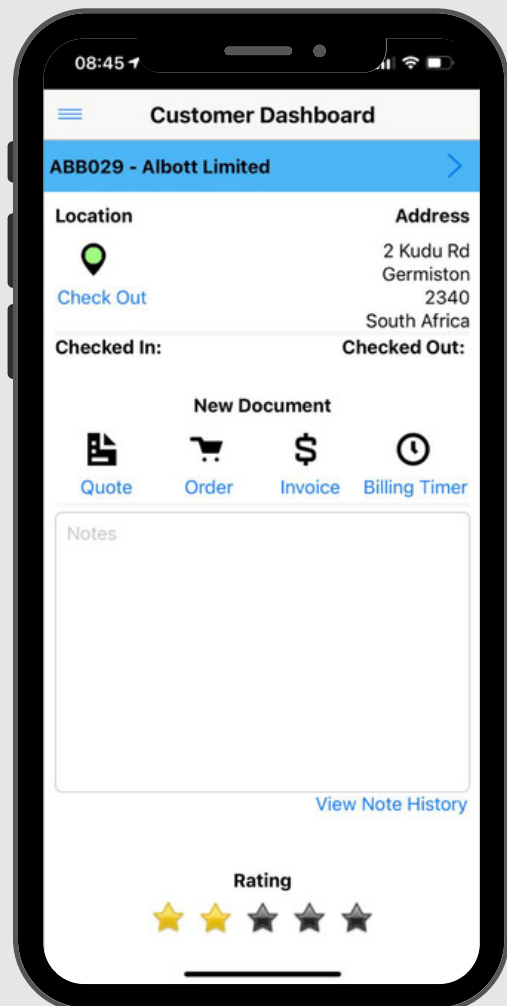 08:45
Customer Dashboard
ABB029 - Albott Limited
Location
Address
2 Kudu Rd
Germiston
2340
South Africa
Check Out
Checked In:
Checked Out:
New Document
Quote
Order
Invoice
Billing Timer
Notes
View Note History
Rating